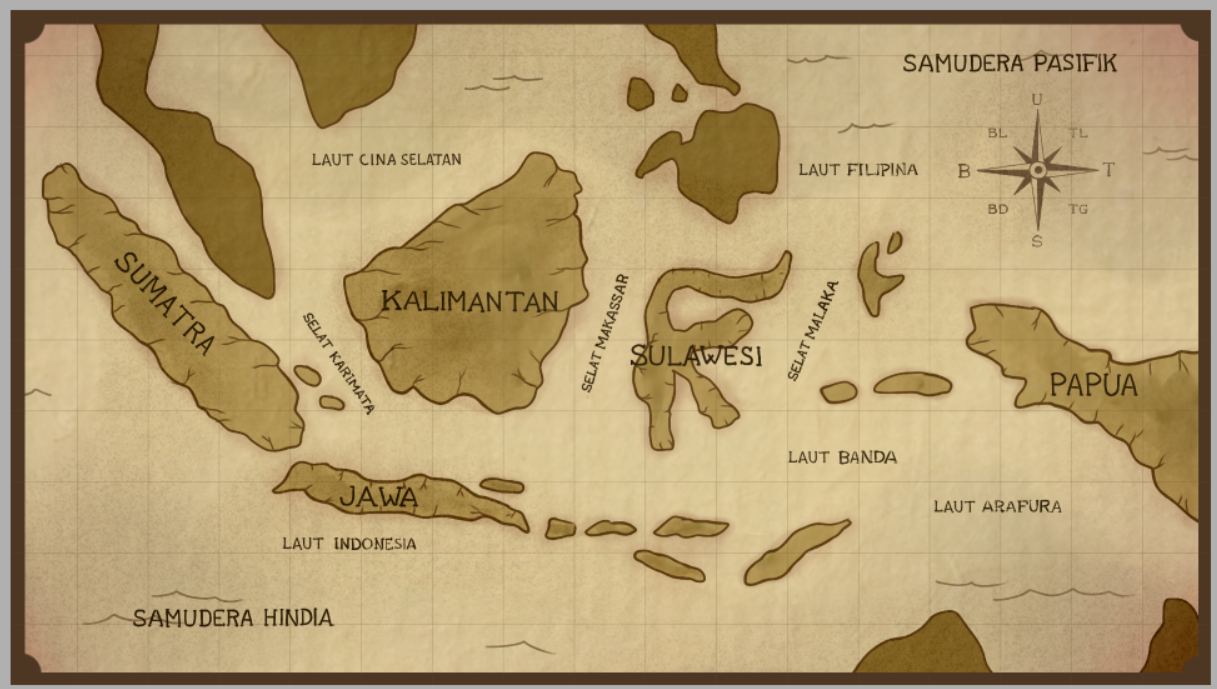 SAMUDERA PASIFIK
U
BL
TL
B
T
BD
TG
S
LAUT CINA SELATAN
LAUT FILIPINA
SUMATRA
KALIMANTAN
SELAT KARIMATA
SELAT MAKASSAR
SULAWESI
SELAT MALAKA
PAPUA
LAUT BANDA
JAWA
LAUT ARAFURA
LAUT INDONESIA
SAMUDERA HINDIA